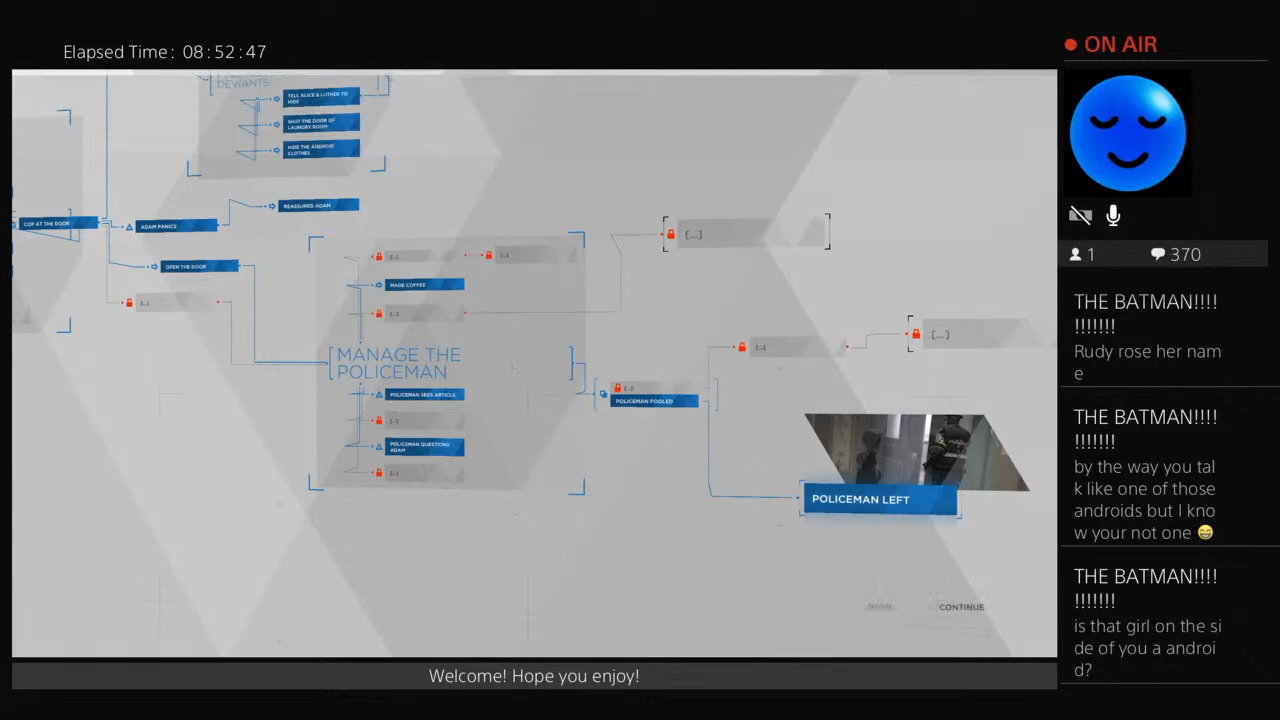 Elapsed Time: 08:52:47
ON AIR
DEVIANTS
TELL ALICE & LUTHER TO
HIDE
SHUT THE DOOR OF
LAUNDRY ROOM
HIDE THE ANDROID
CLOTHES
COP AT THE DOOR
ADAM PANICS
REASSURED ADAM
OPEN THE DOOR
[...]
[...]
[...]
MADE COFFEE
[...]
[...]
MANAGE THE
POLICEMAN
POLICEMAN SEES ARTICLE
[...]
POLICEMAN QUESTIONS
ADAM
[...]
[...]
POLICEMAN FOOLED
[...]
[...]
POLICEMAN LEFT
CONTINUE
Welcome! Hope you enjoy!
1 370
THE BATMAN!!!!
!!!!!!!
Rudy rose her nam
e
THE BATMAN!!!!
!!!!!!!
by the way you tal
k like one of those
androids but I kno
w your not one 😁
THE BATMAN!!!!
!!!!!!!
is that girl on the si
de of you a androi
d?